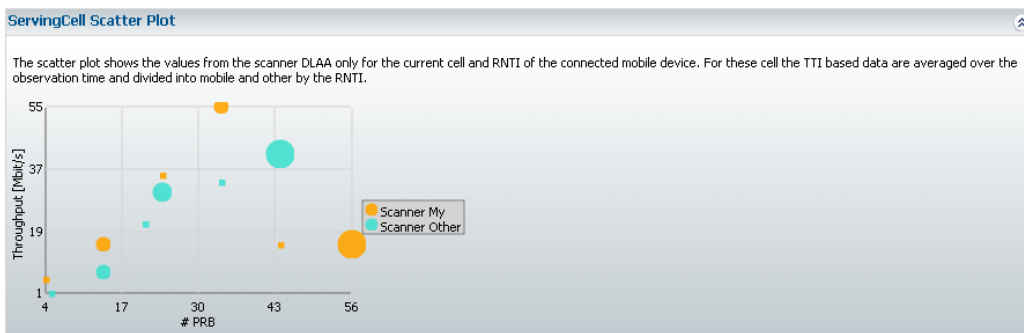 ServingCell Scatter Plot
The scatter plot shows the values from the scanner DLAA only for the current cell and RNTI of the connected mobile device. For these cell the TTI based data are averaged over the
observation time and divided into mobile and other by the RNTI.
55
37
19
1
Throughput [Mbit/s]
4 17 30 43 56
# PRB
Scanner My
Scanner Other